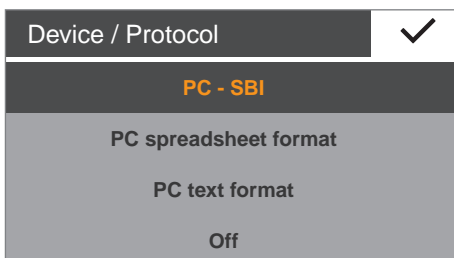 Device / Protocol
PC - SBI
PC spreadsheet format
PC text format
Off